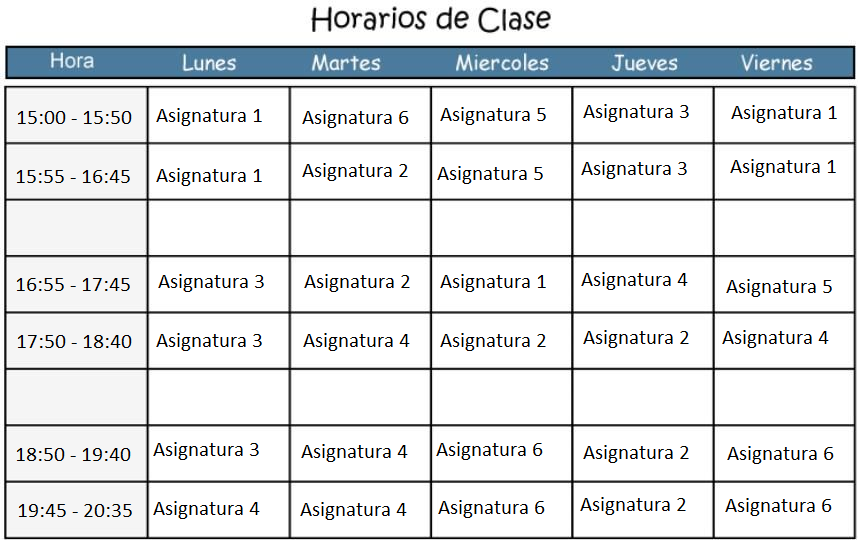 Horarios de Clase
Hora Lunes Martes Miercoles Jueves Viernes
15:00 - 15:50 Asignatura 1 Asignatura 6 Asignatura 5 Asignatura 3 Asignatura 1
15:55 - 16:45 Asignatura 1 Asignatura 2 Asignatura 5 Asignatura 3 Asignatura 1
16:55 - 17:45 Asignatura 3 Asignatura 2 Asignatura 1 Asignatura 4 Asignatura 5
17:50 - 18:40 Asignatura 3 Asignatura 4 Asignatura 2 Asignatura 2 Asignatura 4
18:50 - 19:40 Asignatura 3 Asignatura 4 Asignatura 6 Asignatura 2 Asignatura 6
19:45 - 20:35 Asignatura 4 Asignatura 4 Asignatura 6 Asignatura 2 Asignatura 6